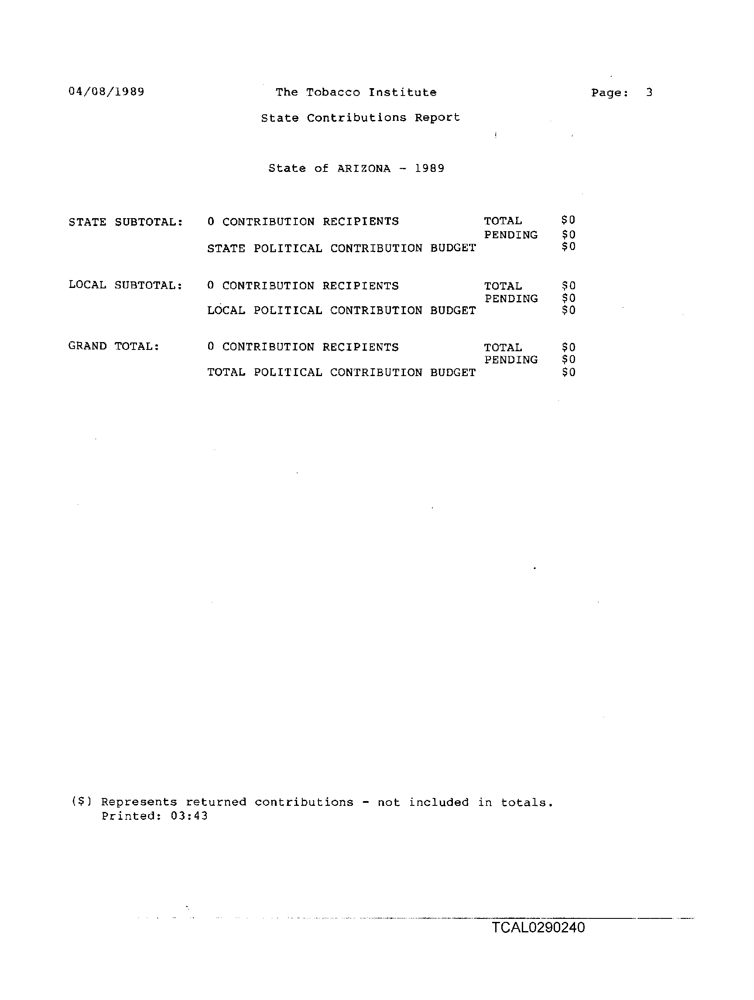 04/08/1989 The Tobacco Institute Page: 3
State Contributions Report
State of ARIZONA - 1989
STATE SUBTOTAL: 0 CONTRIBUTION RECIPIENTS TOTAL $0
PENDING $0
STATE POLITICAL CONTRIBUTION BUDGET $0
LOCAL SUBTOTAL: 0 CONTRIBUTION RECIPIENTS TOTAL $0
PENDING $0
LOCAL POLITICAL CONTRIBUTION BUDGET $0
GRAND TOTAL: 0 CONTRIBUTION RECIPIENTS TOTAL $0
PENDING $0
TOTAL POLITICAL CONTRIBUTION BUDGET $0
($) Represents returned contributions - not included in totals.
Printed: 03:43
TCAL0290240